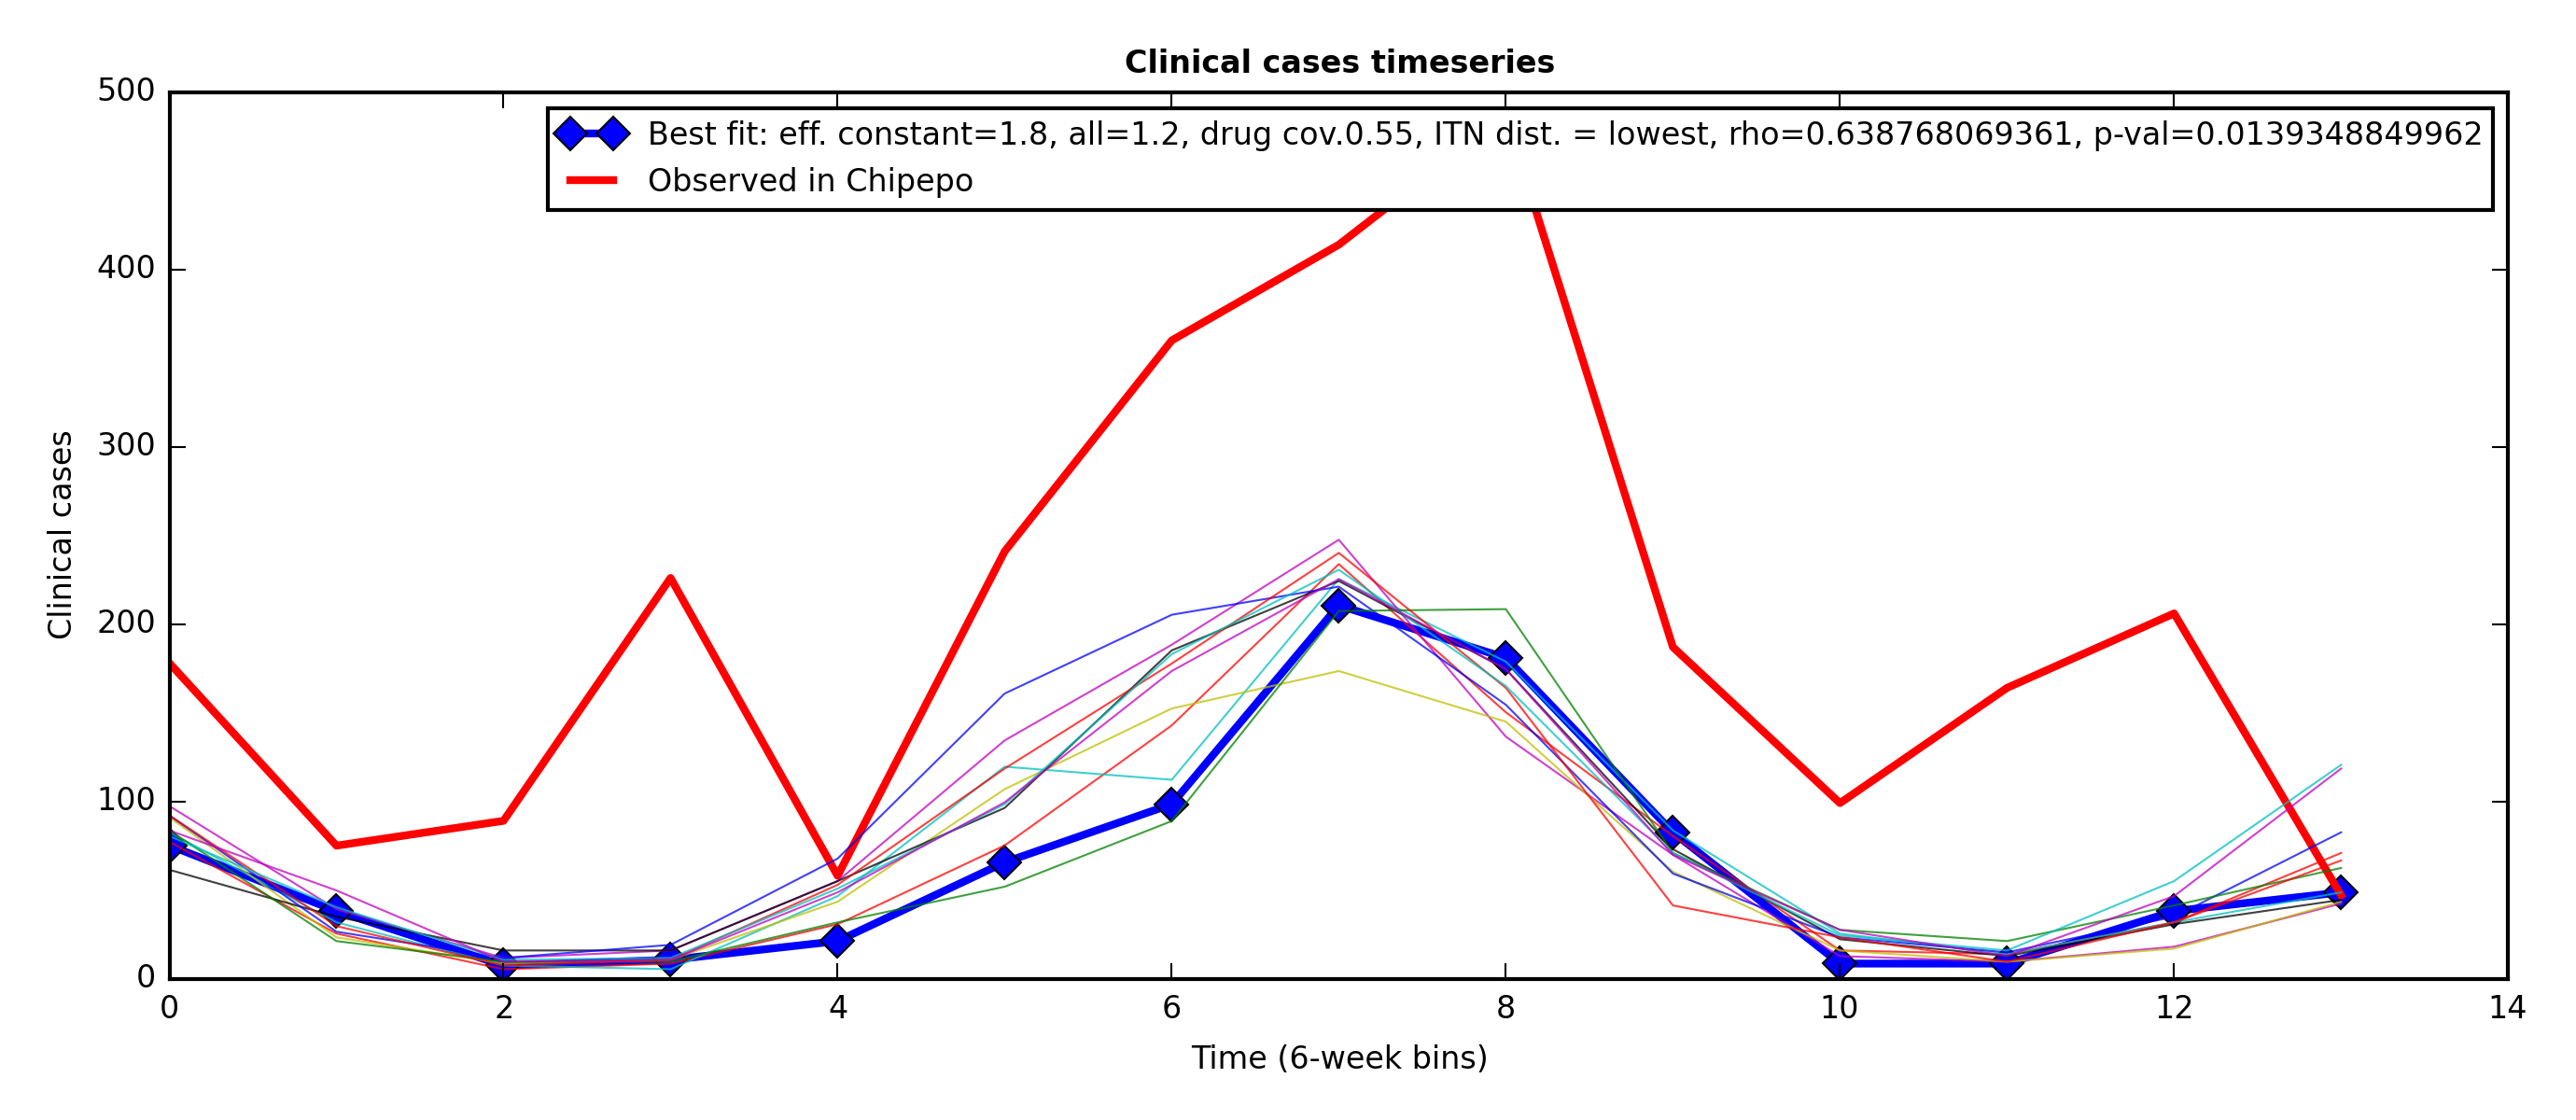 Clinical cases timeseries
500
400
300
200
100
0
Clinical cases
Best fit: eff. constant=1.8, all=1.2, drug cov.0.55, ITN dist. = lowest, rho=0.638768069361, p-val=0.0139348849962
Observed in Chipepo
0 2 4 6 8 10 12 14
Time (6-week bins)